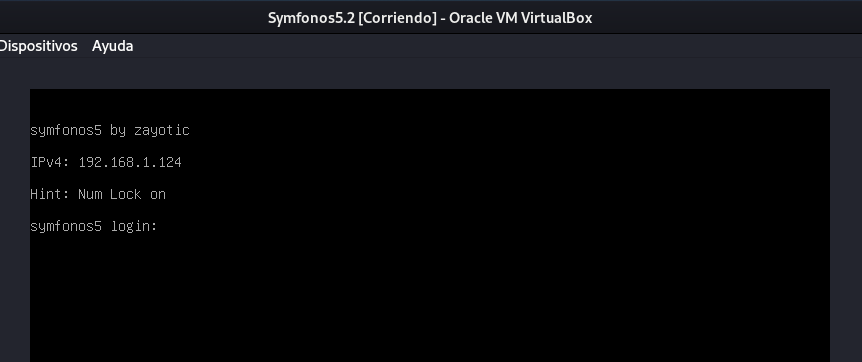 Symfonos5.2 [Corriendo] - Oracle VM VirtualBox
Dispositivos Ayuda
symfonos5 by zayotic
IPv4: 192.168.1.124
Hint: Num Lock on
symfonos5 login: